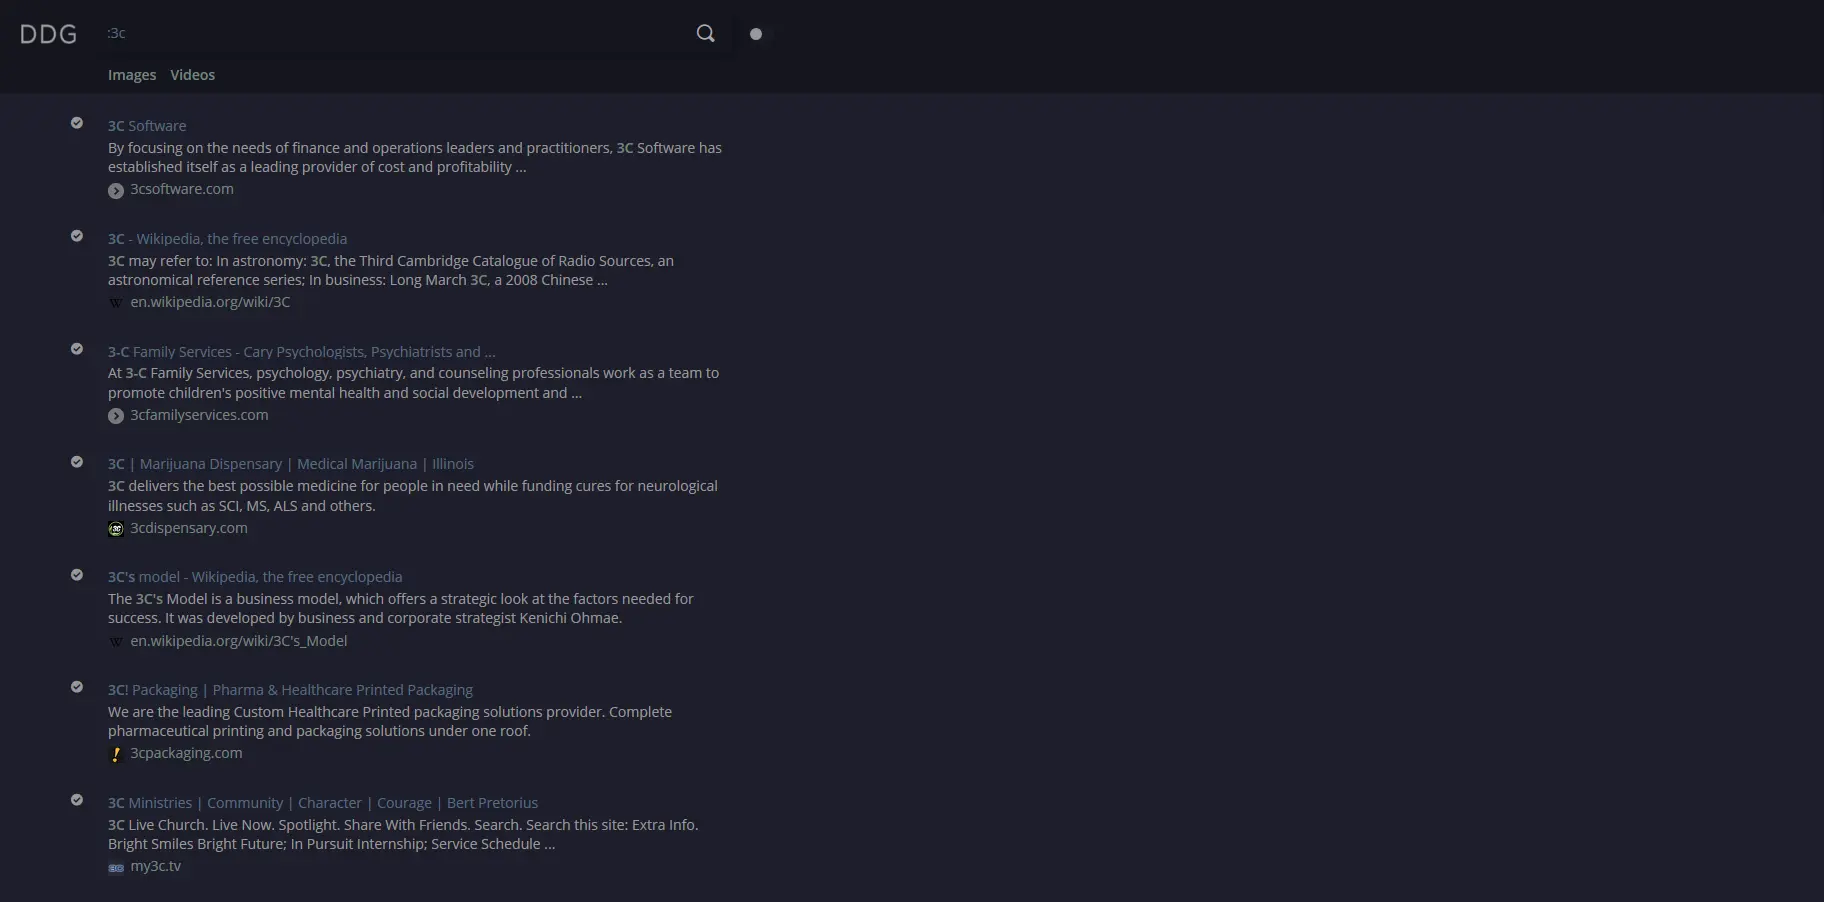 DDG
:3c
Images Videos
3C Software
By focusing on the needs of finance and operations leaders and practitioners, 3C Software has
established itself as a leading provider of cost and profitability ...
3csoftware.com
3C - Wikipedia, the free encyclopedia
3C may refer to: In astronomy: 3C, the Third Cambridge Catalogue of Radio Sources, an
astronomical reference series; In business: Long March 3C, a 2008 Chinese ...
W en.wikipedia.org/wiki/3C
3-C Family Services - Cary Psychologists, Psychiatrists and ...
At 3-C Family Services, psychology, psychiatry, and counseling professionals work as a team to
promote children's positive mental health and social development and ...
3cfamilyservices.com
3C | Marijuana Dispensary | Medical Marijuana | Illinois
3C delivers the best possible medicine for people in need while funding cures for neurological
illnesses such as SCI, MS, ALS and others.
3C 3cdispensary.com
3C's model - Wikipedia, the free encyclopedia
The 3C's Model is a business model, which offers a strategic look at the factors needed for
success. It was developed by business and corporate strategist Kenichi Ohmae.
W en.wikipedia.org/wiki/3C's_Model
3C! Packaging | Pharma & Healthcare Printed Packaging
We are the leading Custom Healthcare Printed packaging solutions provider. Complete
pharmaceutical printing and packaging solutions under one roof.
! 3cpackaging.com
3C Ministries | Community | Character | Courage | Bert Pretorius
3C Live Church. Live Now. Spotlight. Share With Friends. Search. Search this site: Extra Info.
Bright Smiles Bright Future; In Pursuit Internship; Service Schedule ...
3C my3c.tv